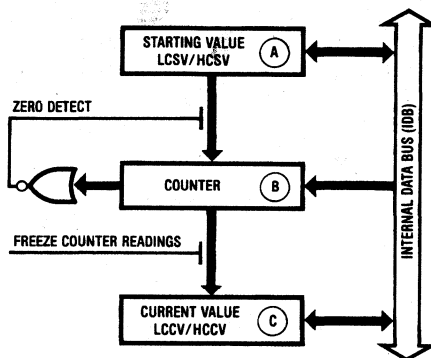 STARTING VALUE
LCSV/HCSV
A
ZERO DETECT
COUNTER
B
FREEZE COUNTER READINGS
CURRENT VALUE
LCCV/HCCV
C
INTERNAL DATA BUS (IDB)